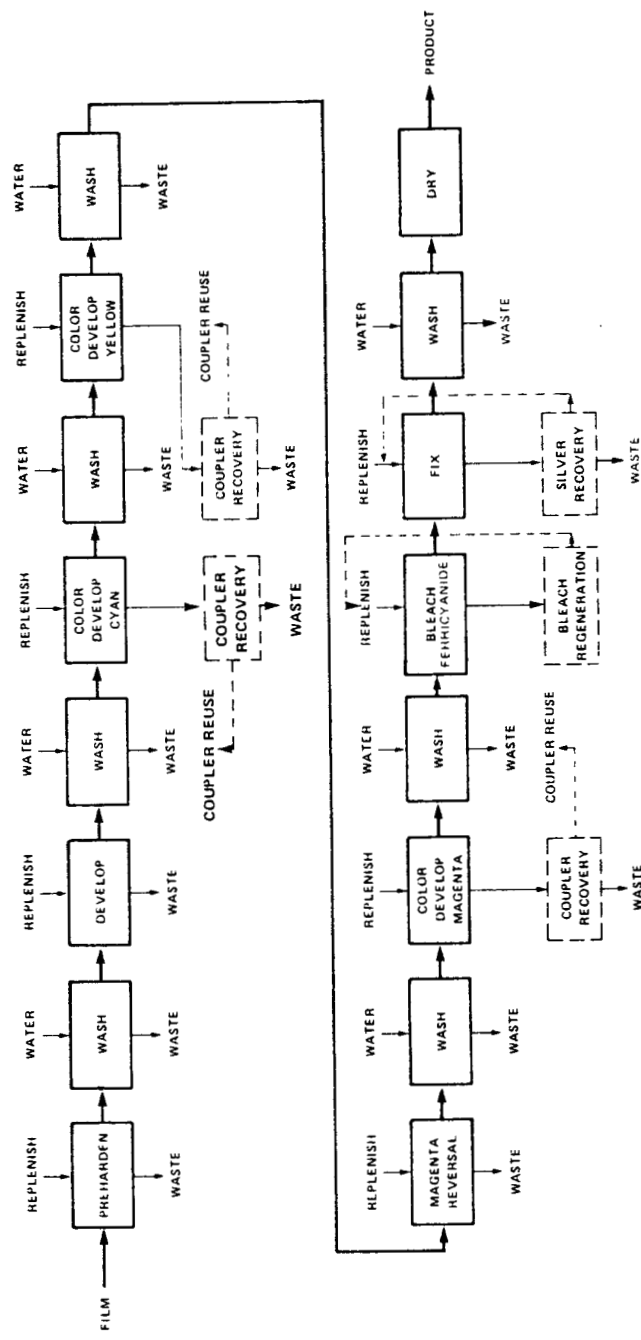 FILM
REPLENISH
PREHARDEN
WASTE
WATER
WASH
WASTE
REPLENISH
DEVELOP
WASTE
WATER
WASH
WASTE
REPLENISH
COLOR
DEVELOP
CYAN
COUPLER
RECOVERY
WASTE
COUPLER REUSE
WATER
WASH
WASTE
REPLENISH
COLOR
DEVELOP
YELLOW
COUPLER
RECOVERY
WASTE
COUPLER REUSE
WATER
WASH
WASTE
REPLENISH
MAGENTA
REVERSAL
WASTE
WATER
WASH
WASTE
REPLENISH
COLOR
DEVELOP
MAGENTA
COUPLER
RECOVERY
WASTE
COUPLER REUSE
WATER
WASH
WASTE
REPLENISH
BLEACH
FERRICYANIDE
BLEACH
REGENERATION
REPLENISH
FIX
SILVER
RECOVERY
WASTE
WATER
WASH
WASTE
DRY
PRODUCT